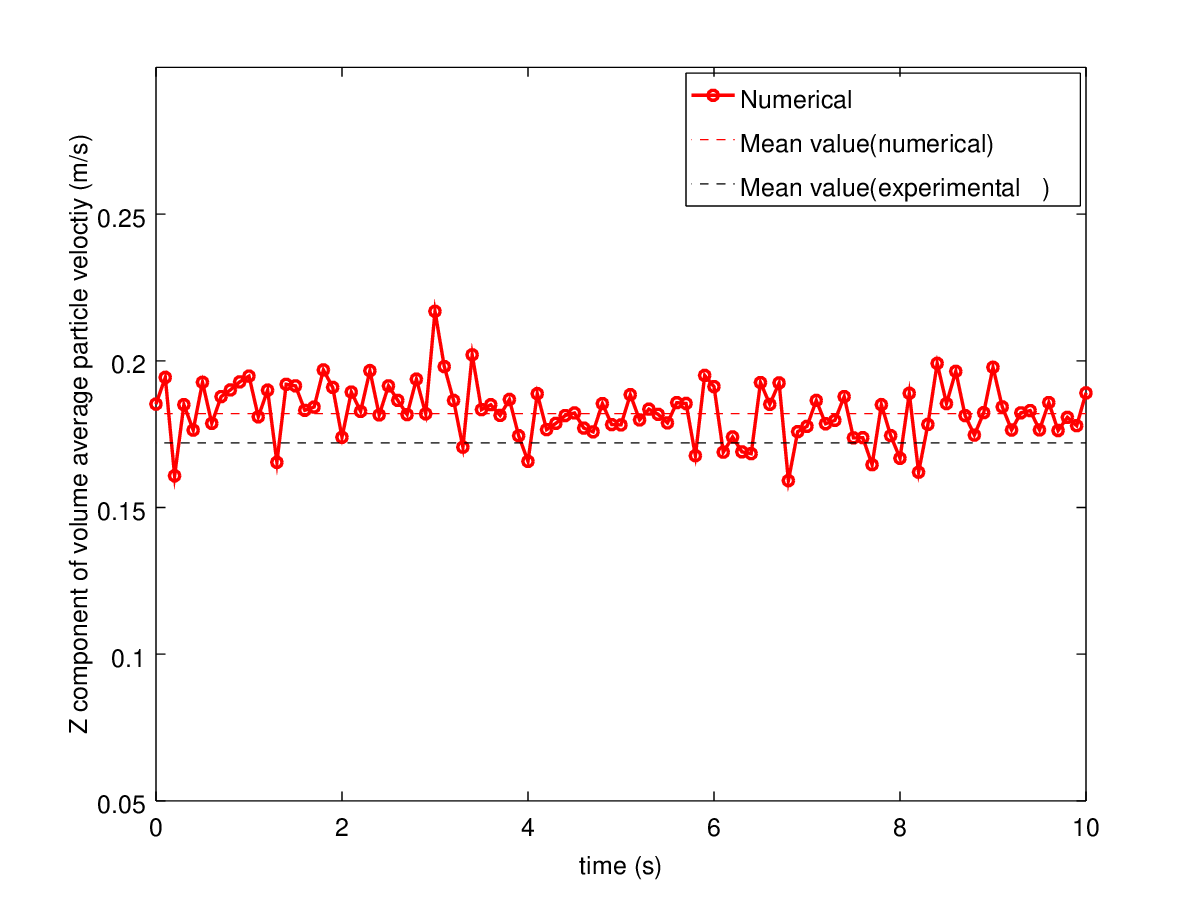 Numerical
Mean value(numerical)
Mean value(experimental )
Z component of volume average particle veloctiy (m/s)
0.25
0.2
0.15
0.1
0.05
0 2 4 6 8 10
time (s)